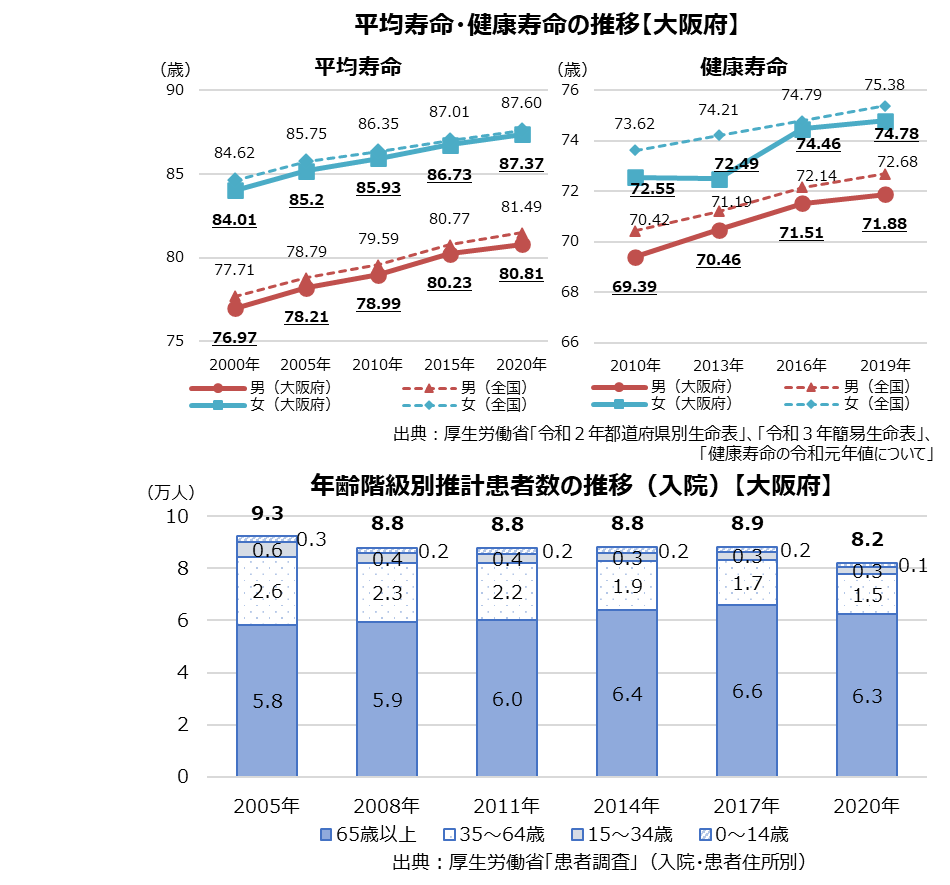 平均寿命･健康寿命の推移【大阪府】
平均寿命
（歳）
90
85
80
75
84.62
85.75
86.35
87.01
87.60
84.01
85.2
85.93
86.73
87.37
77.71
78.79
79.59
80.77
81.49
76.97
78.21
78.99
80.23
80.81
2000年 2005年 2010年 2015年 2020年
男（大阪府） 男（全国）
女（大阪府） 女（全国）
健康寿命
（歳）
76
74
72
70
68
66
73.62
74.21
74.79
75.38
72.55
72.49
74.46
74.78
70.42
71.19
72.14
72.68
69.39
70.46
71.51
71.88
2010年 2013年 2016年 2019年
男（大阪府） 男（全国）
女（大阪府） 女（全国）
出典：厚生労働省｢令和２年都道府県別生命表｣、｢令和３年簡易生命表｣、
｢健康寿命の令和元年値について｣
年齢階級別推計患者数の推移（入院）【大阪府】
（万人）
10
8
6
4
2
0
9.3 8.8 8.8 8.8 8.9 8.2
0.3 0.2 0.2 0.2 0.2 0.1
0.6 0.4 0.4 0.3 0.3 0.3
2.6 2.3 2.2 1.9 1.7 1.5
5.8 5.9 6.0 6.4 6.6 6.3
2005年 2008年 2011年 2014年 2017年 2020年
65歳以上 35～64歳 15～34歳 0～14歳
出典：厚生労働省｢患者調査｣（入院･患者住所別）